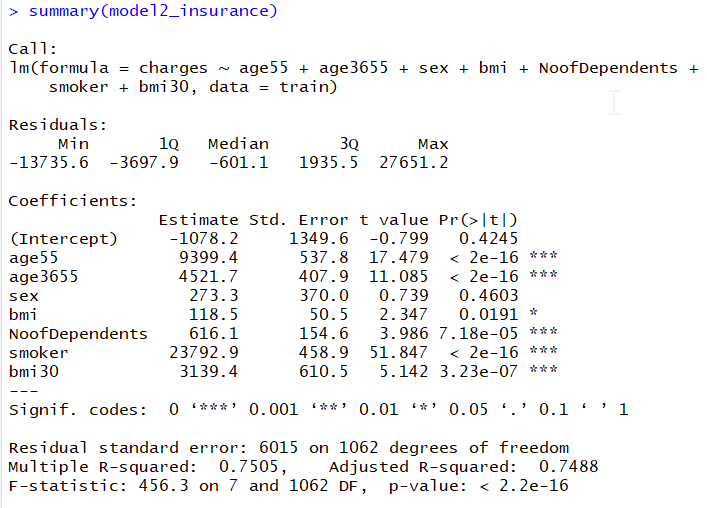 > summary(model2_insurance)
Call:
lm(formula = charges ~ age55 + age3655 + sex + bmi + NoofDependents +
    smoker + bmi30, data = train)
Residuals:
     Min       1Q   Median       3Q      Max
-13735.6  -3697.9   -601.1   1935.5  27651.2
Coefficients:
               Estimate Std. Error t value Pr(>|t|)
(Intercept)     -1078.2     1349.6  -0.799   0.4245
age55            9399.4      537.8  17.479  < 2e-16 ***
age3655          4521.7      407.9  11.085  < 2e-16 ***
sex               273.3      370.0   0.739   0.4603
bmi               118.5       50.5   2.347   0.0191 *
NoofDependents    616.1      154.6   3.986 7.18e-05 ***
smoker          23792.9      458.9  51.847  < 2e-16 ***
bmi30            3139.4      610.5   5.142 3.23e-07 ***
---
Signif. codes:  0 ‘***’ 0.001 ‘**’ 0.01 ‘*’ 0.05 ‘.’ 0.1 ‘ ’ 1
Residual standard error: 6015 on 1062 degrees of freedom
Multiple R-squared:  0.7505,    Adjusted R-squared:  0.7488
F-statistic: 456.3 on 7 and 1062 DF,  p-value: < 2.2e-16